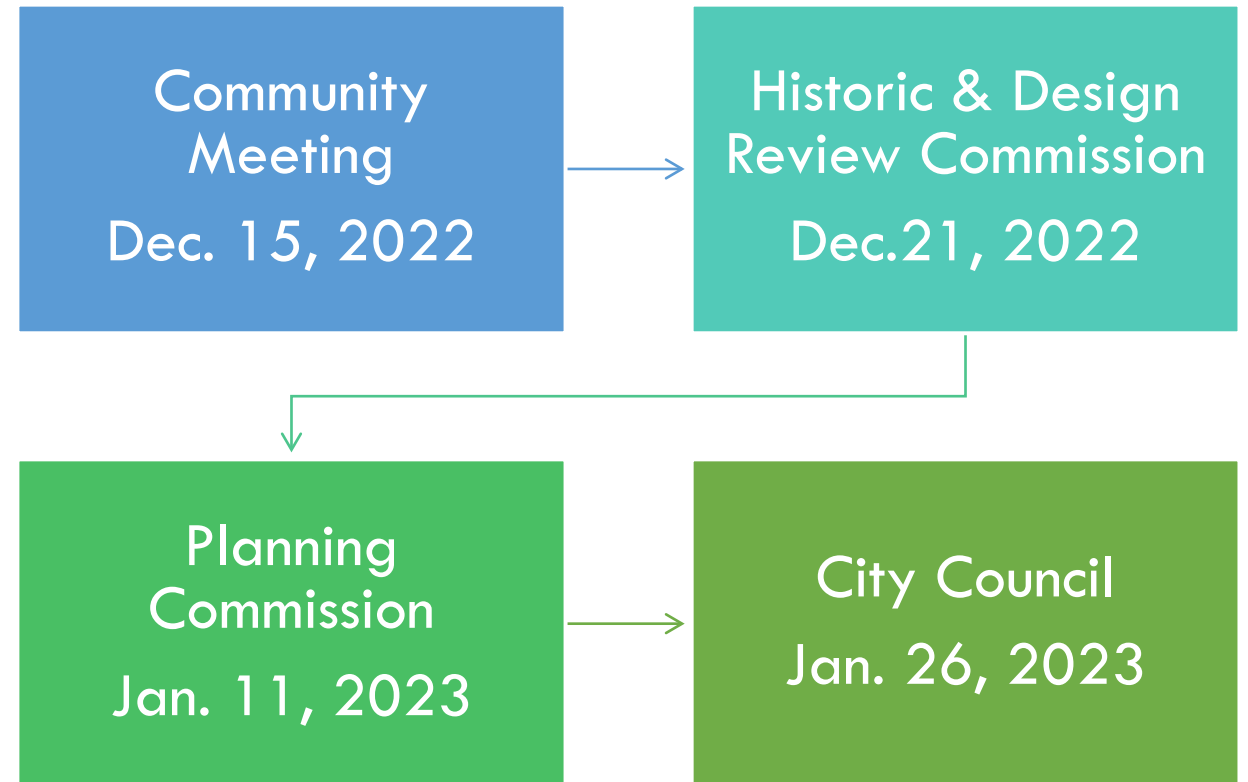 Community
Meeting
Dec. 15, 2022
Historic & Design
Review Commission
Dec.21, 2022
Planning
Commission
Jan. 11, 2023
City Council
Jan. 26, 2023